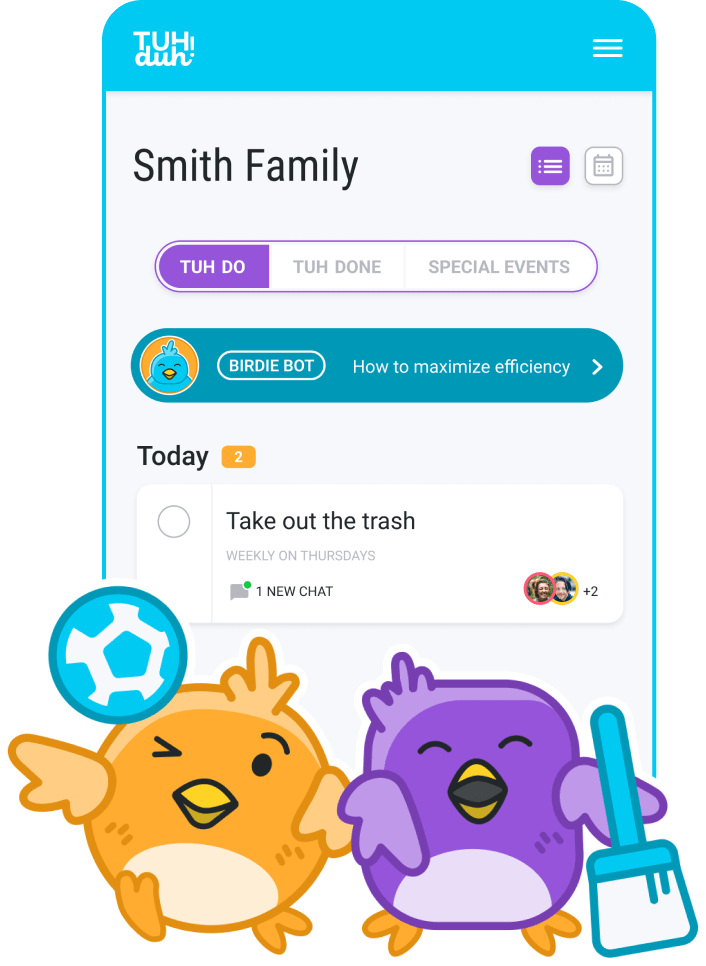 TUH!
duh!
Smith Family
TUH DO TUH DONE SPECIAL EVENTS
BIRDIE BOT How to maximize efficiency
Today 2
Take out the trash
WEEKLY ON THURSDAYS
1 NEW CHAT +2